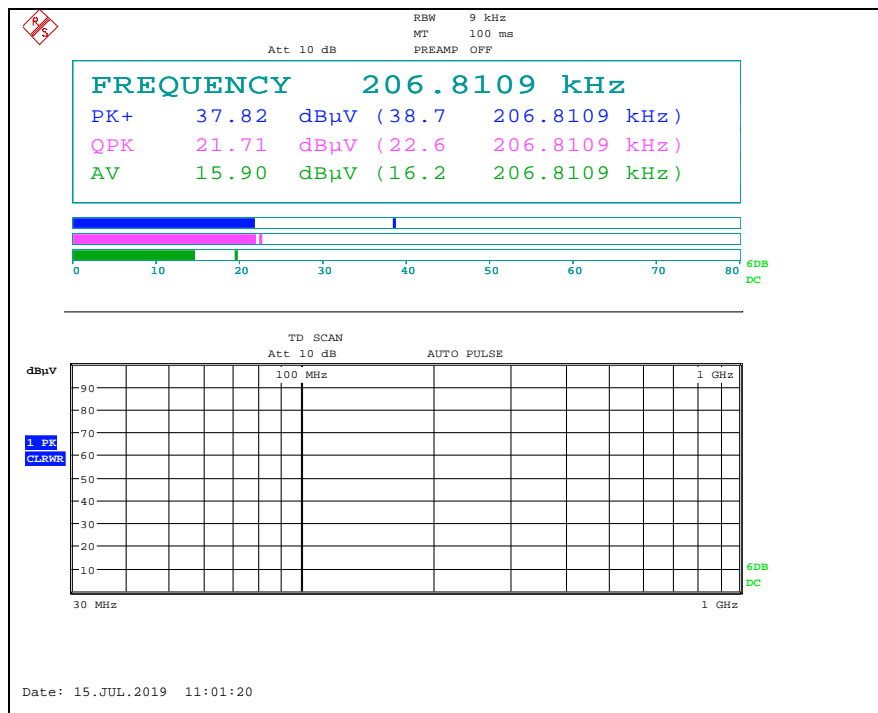 R
S
RBW 9 kHz
MT 100 ms
Att 10 dB PREAMP OFF
FREQUENCY 206.8109 kHz
PK+ 37.82 dBµV (38.7 206.8109 kHz)
QPK 21.71 dBµV (22.6 206.8109 kHz)
AV 15.90 dBµV (16.2 206.8109 kHz)
0 10 20 30 40 50 60 70 80
6DB
DC
TD SCAN
Att 10 dB AUTO PULSE
dBµV
100 MHz 1 GHz
90
80
70
1 PK
CLRWR
60
50
40
30
20
10
6DB
DC
30 MHz 1 GHz
Date: 15.JUL.2019 11:01:20